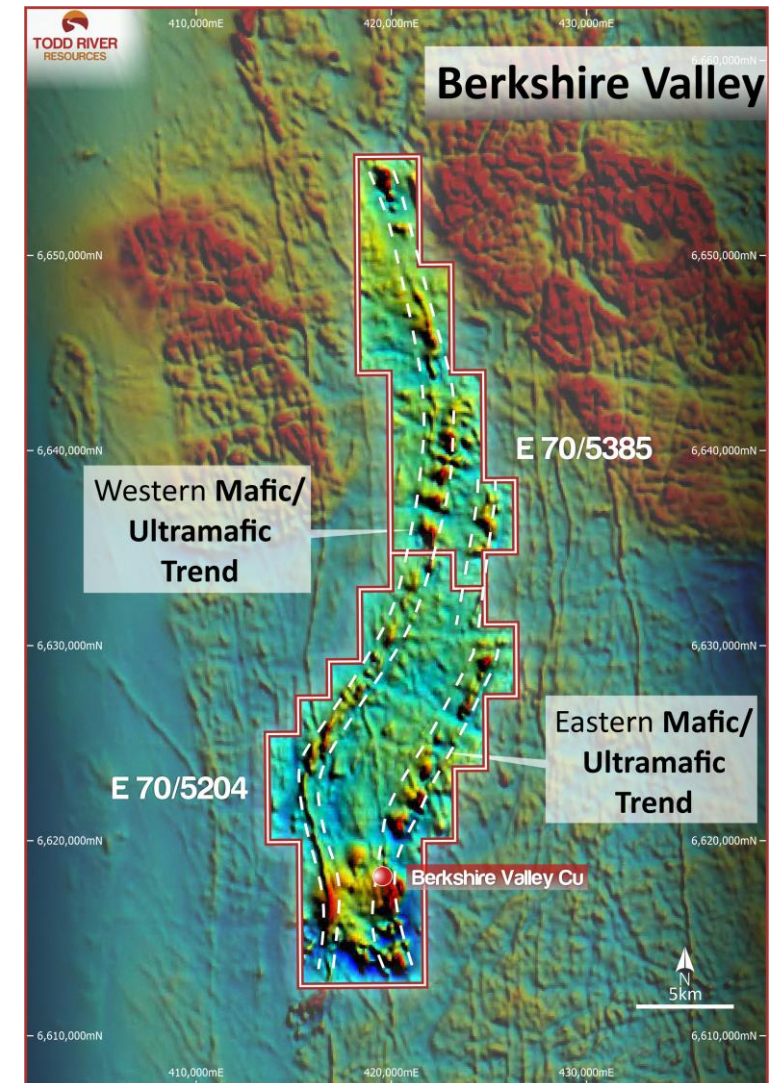 410,000mE
420,000mE
430,000mE
TODD RIVER
RESOURCES
6,660,000mN
Berkshire Valley
6,650,000mN
6,650,000mN
6,640,000mN
E 70/5385
6,640,000mN
Western Mafic/
Ultramafic
Trend
6,630,000mN
6,630,000mN
Eastern Mafic/
Ultramafic
Trend
E 70/5204
6,620,000mN
6,620,000mN
Berkshire Valley Cu
N
5km
6,610,000mN
6,610,000mN
410,000mE
420,000mE
430,000mE